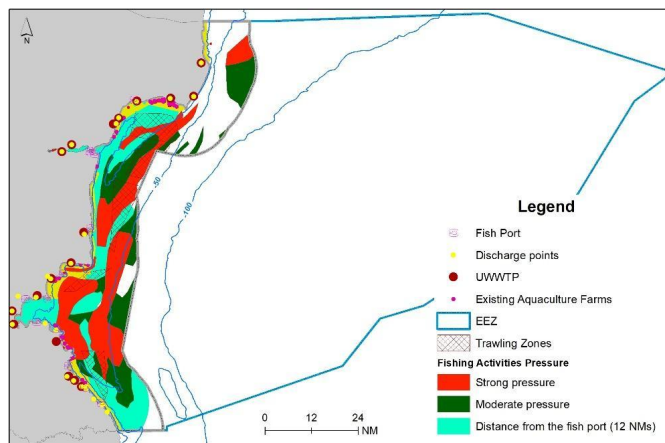 N
-50
-100
Legend
Fish Port
Discharge points
UWWTP
Existing Aquaculture Farms
EEZ
Trawling Zones
Fishing Activities Pressure
Strong pressure
Moderate pressure
Distance from the fish port (12 NMs)
0 12 24
NM